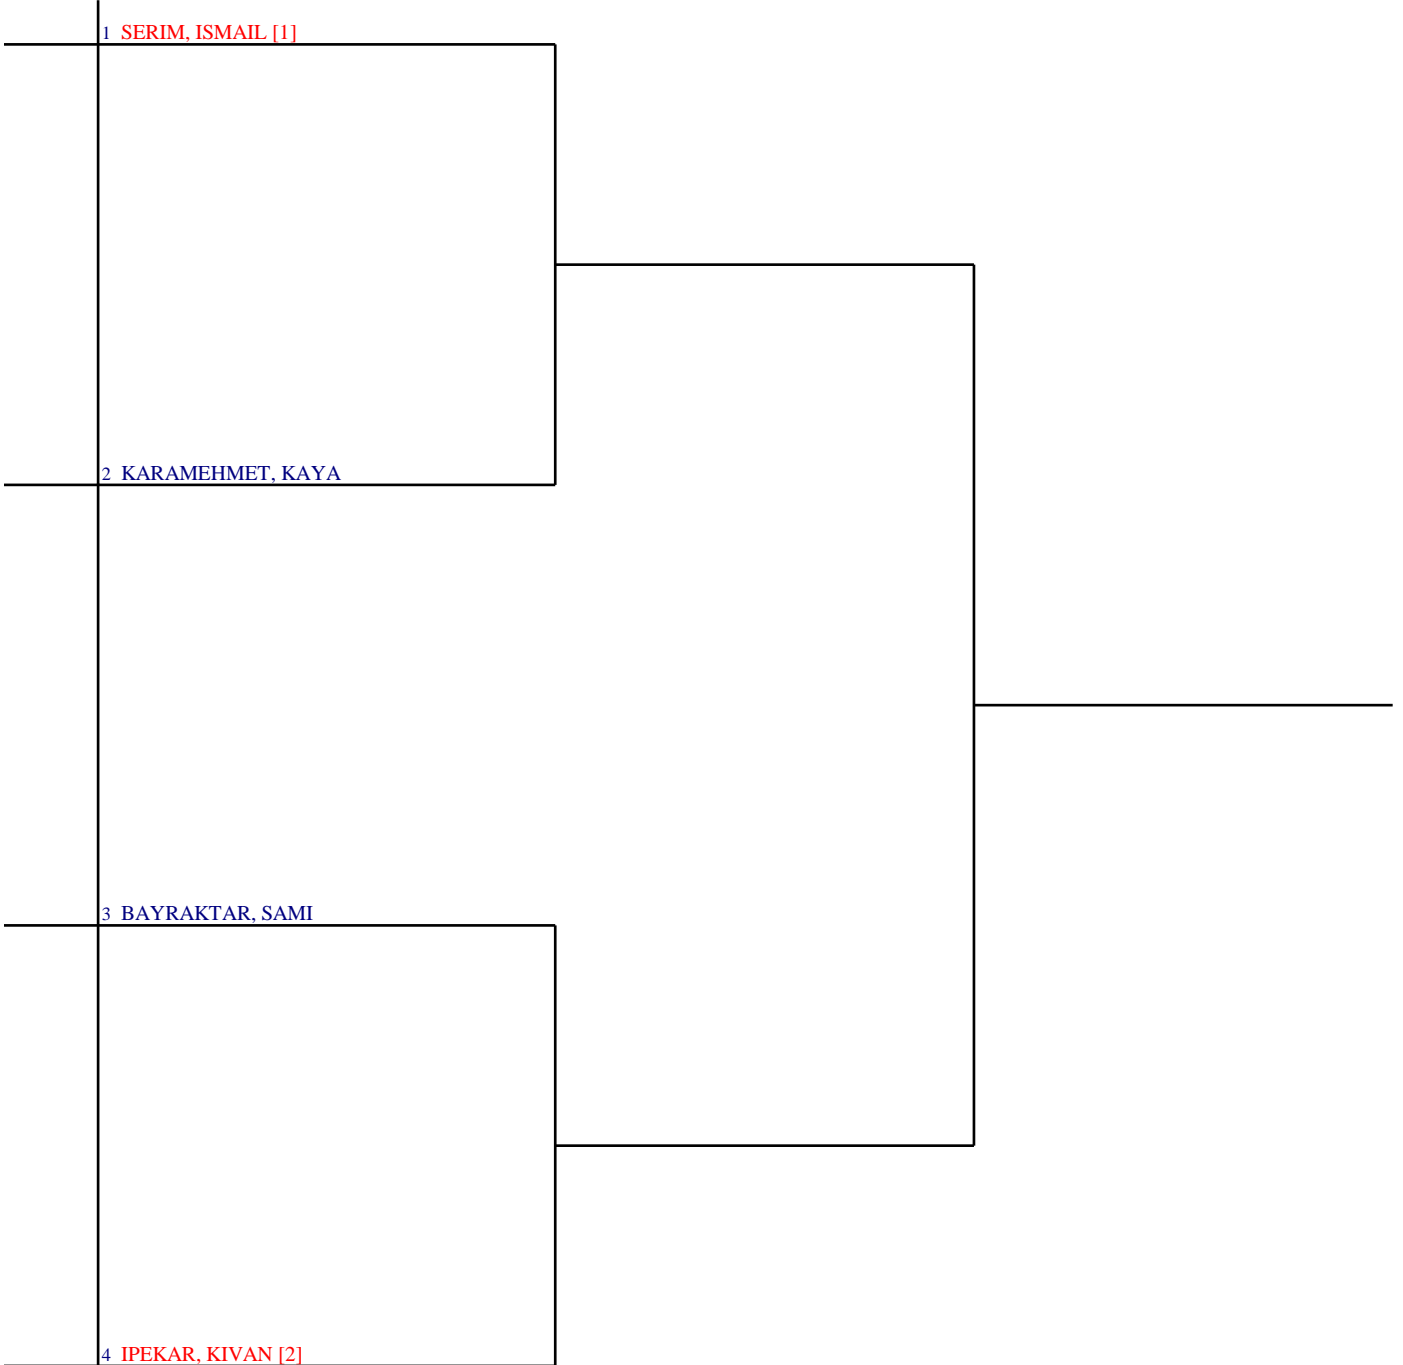 1 SERIM, ISMAIL [1]
2 KARAMEHMET, KAYA
3 BAYRAKTAR, SAMI
4 IPEKAR, KIVAN [2]